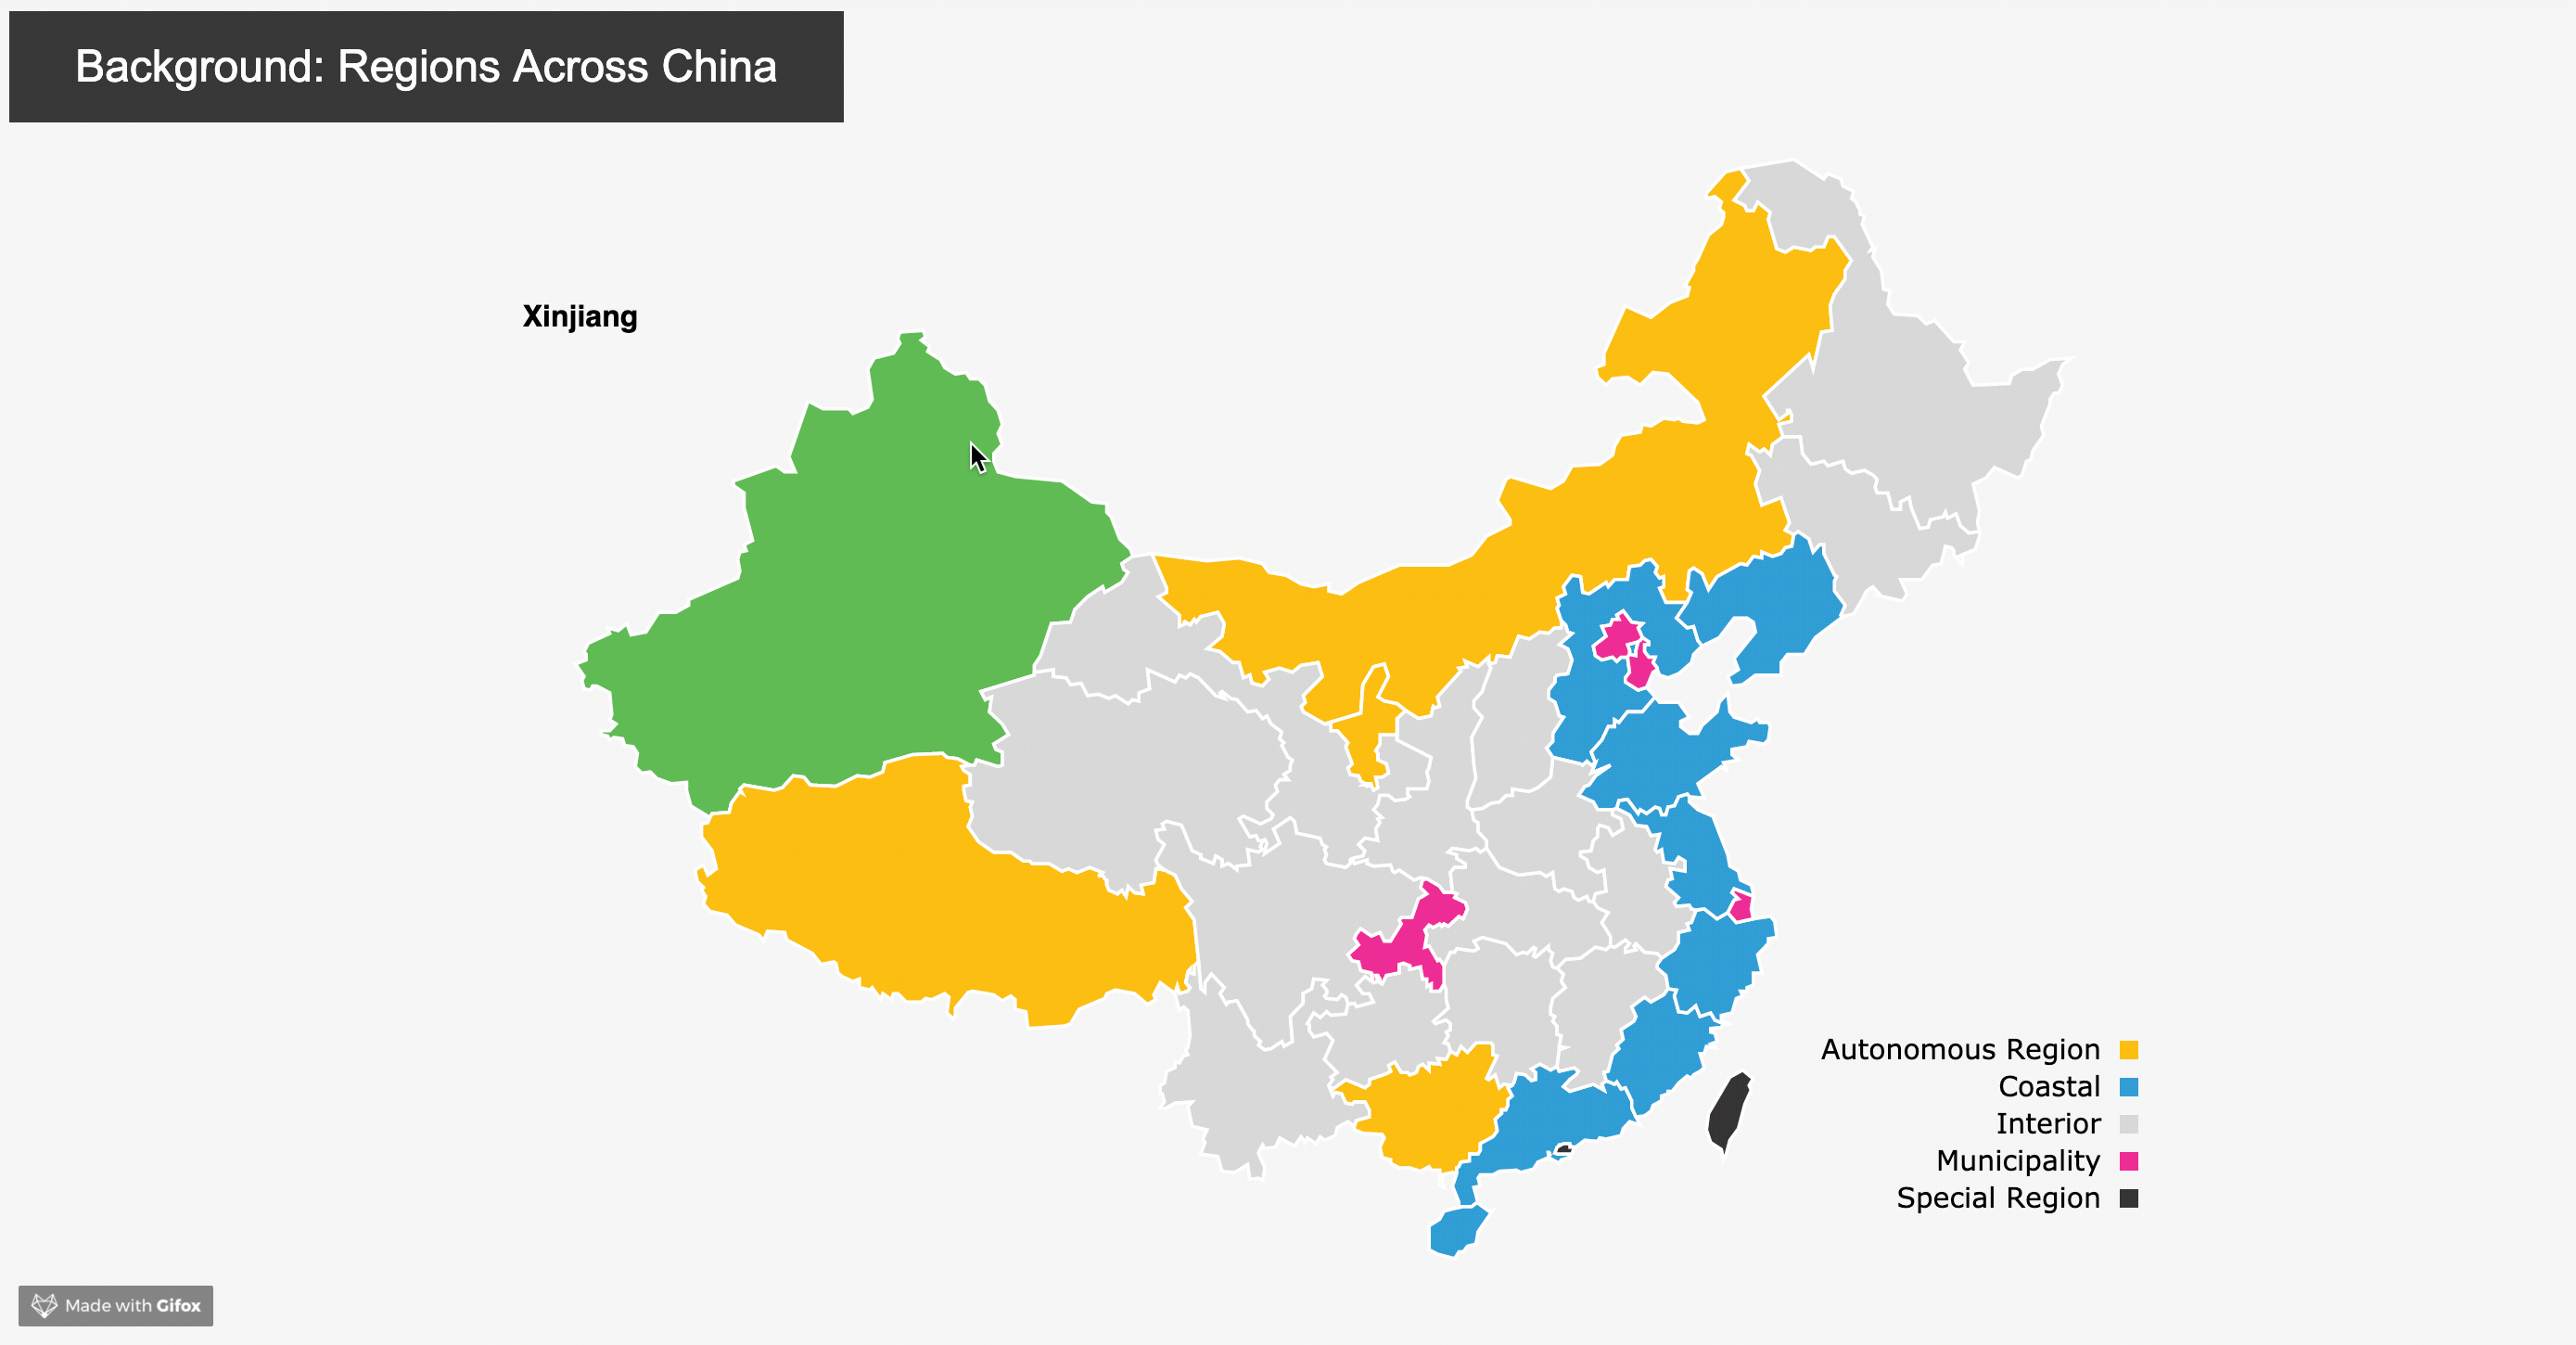 Background: Regions Across China
Xinjiang
Autonomous Region
Coastal
Interior
Municipality
Special Region
Made with Gifox